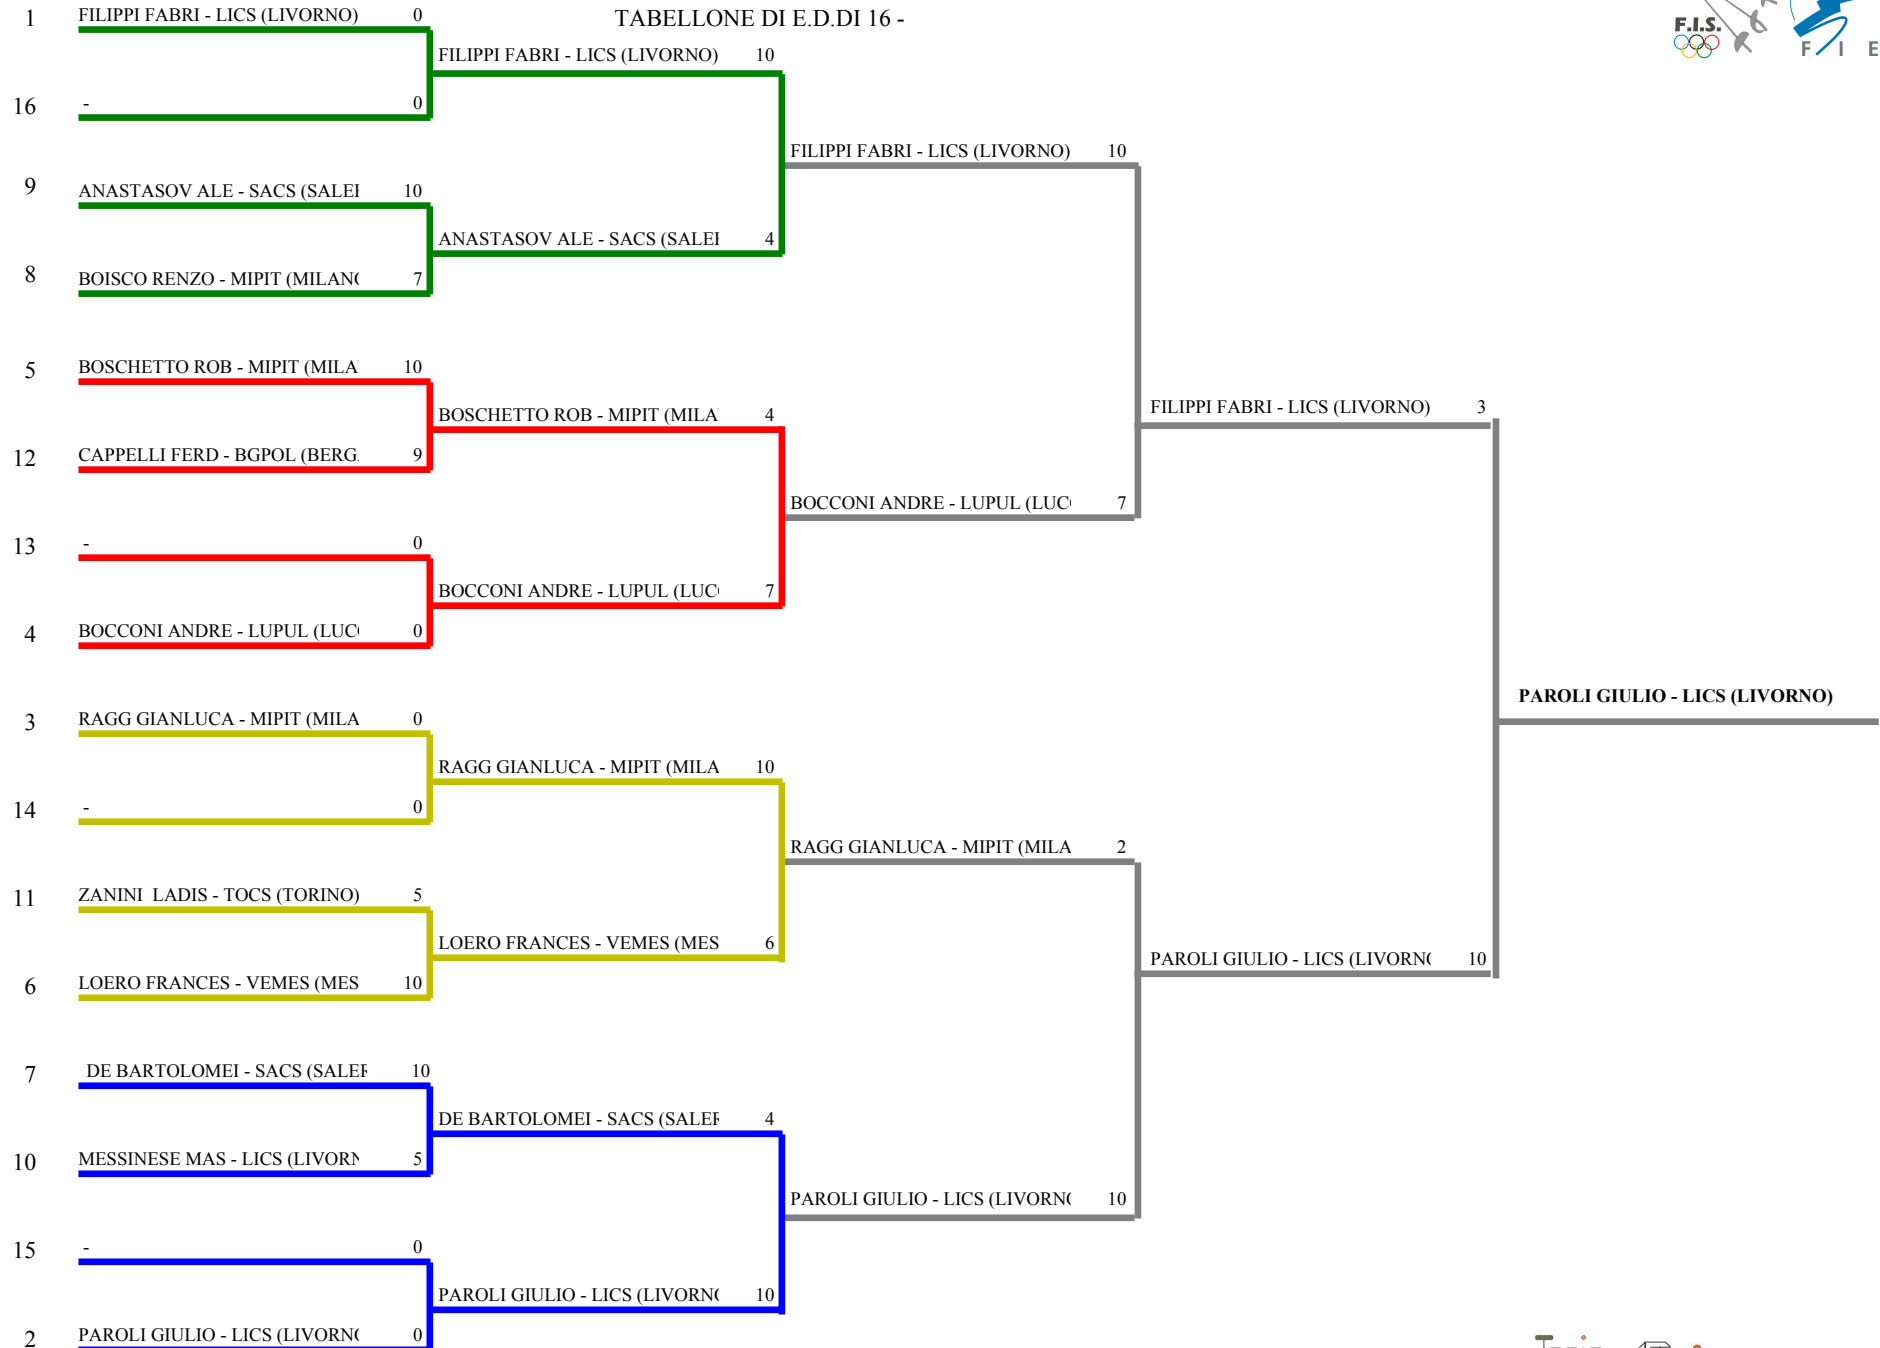 TABELLONE DI E.D.DI 16 -
F.I.S.
F I E
1 FILIPPI FABRI - LICS (LIVORNO) 0
FILIPPI FABRI - LICS (LIVORNO) 10
16 - 0
FILIPPI FABRI - LICS (LIVORNO) 10
9 ANASTASOV ALE - SACS (SALE 10
ANASTASOV ALE - SACS (SALE 4
8 BOISCO RENZO - MIPIT (MILAN 7
5 BOSCHETTO ROB - MIPIT (MILA 10
BOSCHETTO ROB - MIPIT (MILA 4
FILIPPI FABRI - LICS (LIVORNO) 3
12 CAPPELLI FERD - BGPOL (BERG 9
BOCCONI ANDRE - LUPUL (LUC 7
13 - 0
BOCCONI ANDRE - LUPUL (LUC 7
4 BOCCONI ANDRE - LUPUL (LUC 0
PAROLI GIULIO - LICS (LIVORNO)
3 RAGG GIANLUCA - MIPIT (MILA 0
RAGG GIANLUCA - MIPIT (MILA 10
14 - 0
RAGG GIANLUCA - MIPIT (MILA 2
11 ZANINI LADIS - TOCS (TORINO) 5
LOERO FRANCES - VEMES (MES 6
PAROLI GIULIO - LICS (LIVORN 10
6 LOERO FRANCES - VEMES (MES 10
7 DE BARTOLOMEI - SACS (SALE 10
DE BARTOLOMEI - SACS (SALE 4
10 MESSINESE MAS - LICS (LIVOR 5
PAROLI GIULIO - LICS (LIVORN 10
15 - 0
PAROLI GIULIO - LICS (LIVORN 10
2 PAROLI GIULIO - LICS (LIVORN 0